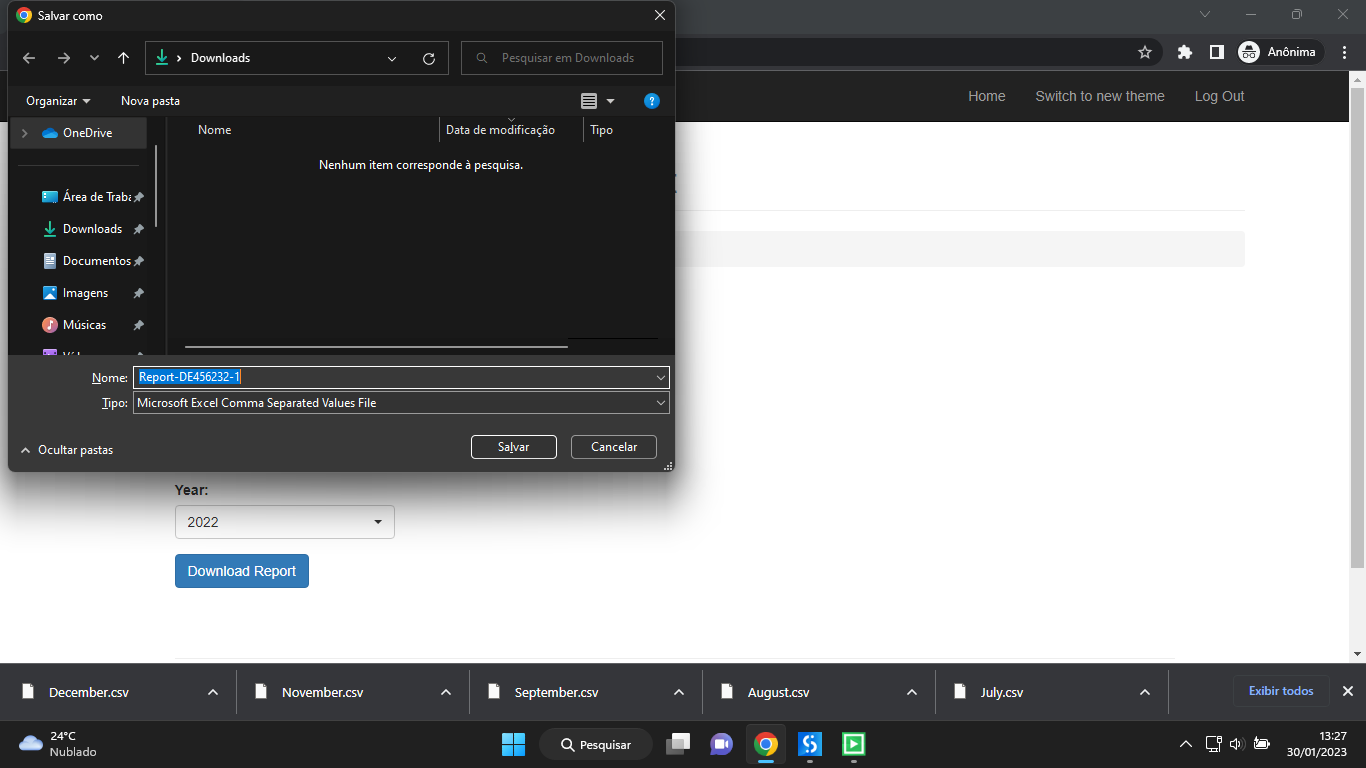 Salvar como
Anônima
Downloads
Pesquisar em Downloads
Organizar
Nova pasta
Home
Switch to new theme
Log Out
OneDrive
Nome
Data de modificação
Tipo
Nenhum item corresponde à pesquisa.
Área de Traba
Downloads
Documentos
Imagens
Músicas
Nome:
Report-DE456232-1
Tipo:
Microsoft Excel Comma Separated Values File
Ocultar pastas
Salvar
Cancelar
Year:
2022
Download Report
December.csv
November.csv
September.csv
August.csv
July.csv
Exibir todos
24°C
Nublado
Pesquisar
13:27
30/01/2023